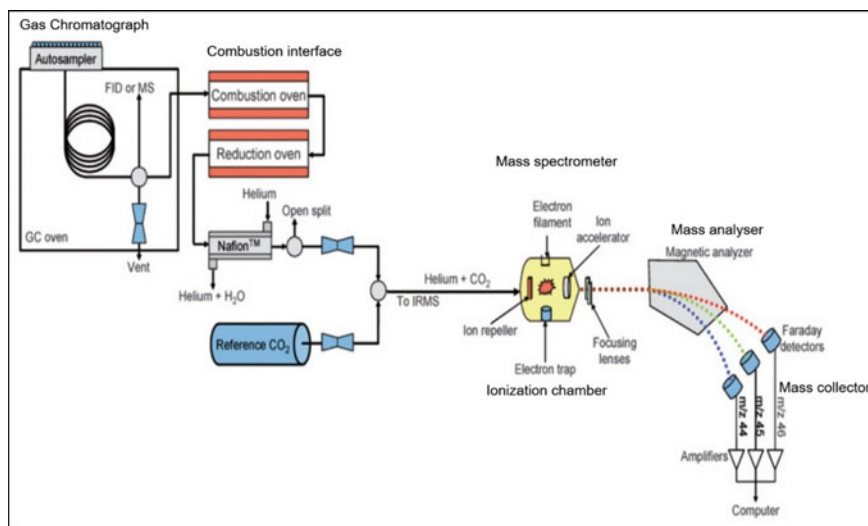 Gas Chromatograph
Autosampler
FID or MS
GC oven
Vent
Combustion interface
Combustion oven
Reduction oven
Helium
Open split
Nafion™
Helium + H₂O
Reference CO₂
Helium + CO₂
To IRMS
Mass spectrometer
Electron
filament
Ion
accelerator
Ion repeller
Electron trap
Focusing
lenses
Ionization chamber
Mass analyser
Magnetic analyzer
Faraday
detectors
Mass collector
m/z 44
m/z 45
m/z 46
Amplifiers
Computer